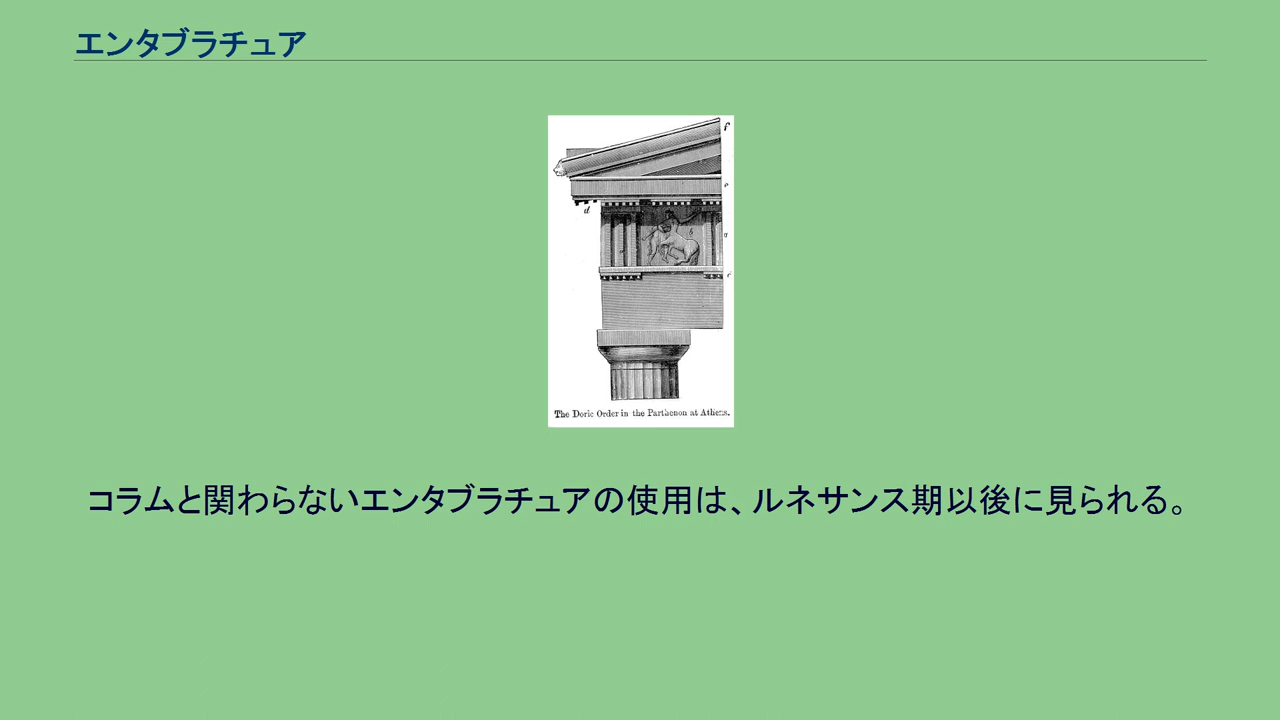 エンタブラチュア
f
e
d
b
g
c
The Doric Order in the Parthenon at Athens.
コラムと関わらないエンタブラチュアの使用は、ルネサンス期以後に見られる。